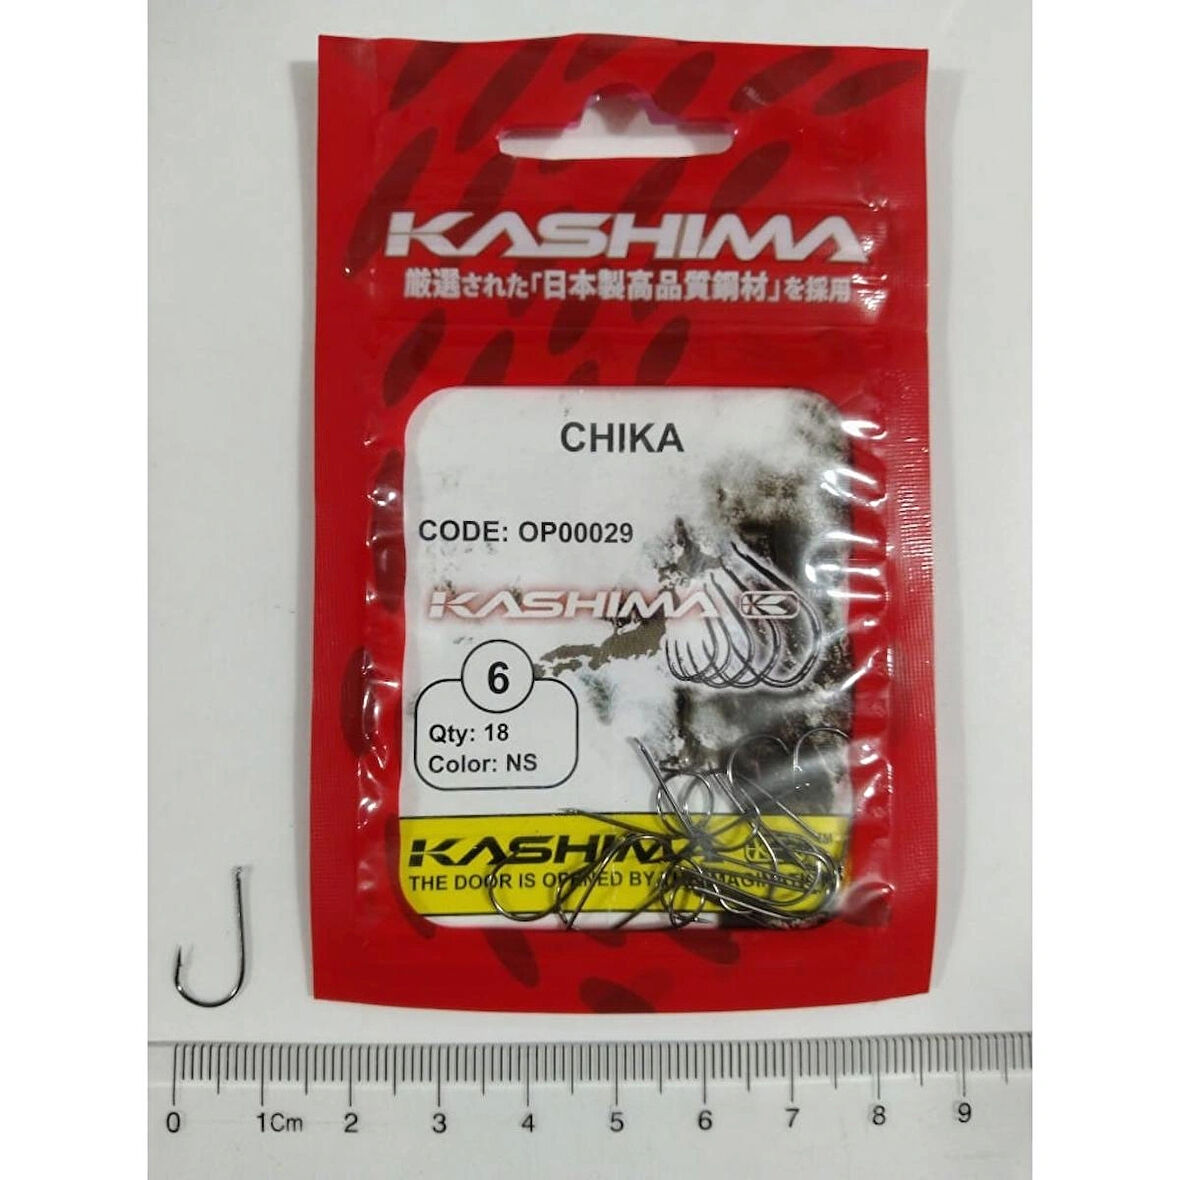 KASHIMA
厳選された「日本製高品質鋼材」を採用
CHIKA
CODE: OP00029
KASHIMA K
6
Qty: 18
Color: NS
KASHIMA
THE DOOR IS OPENED BY
0 1Cm 2 3 4 5 6 7 8 9